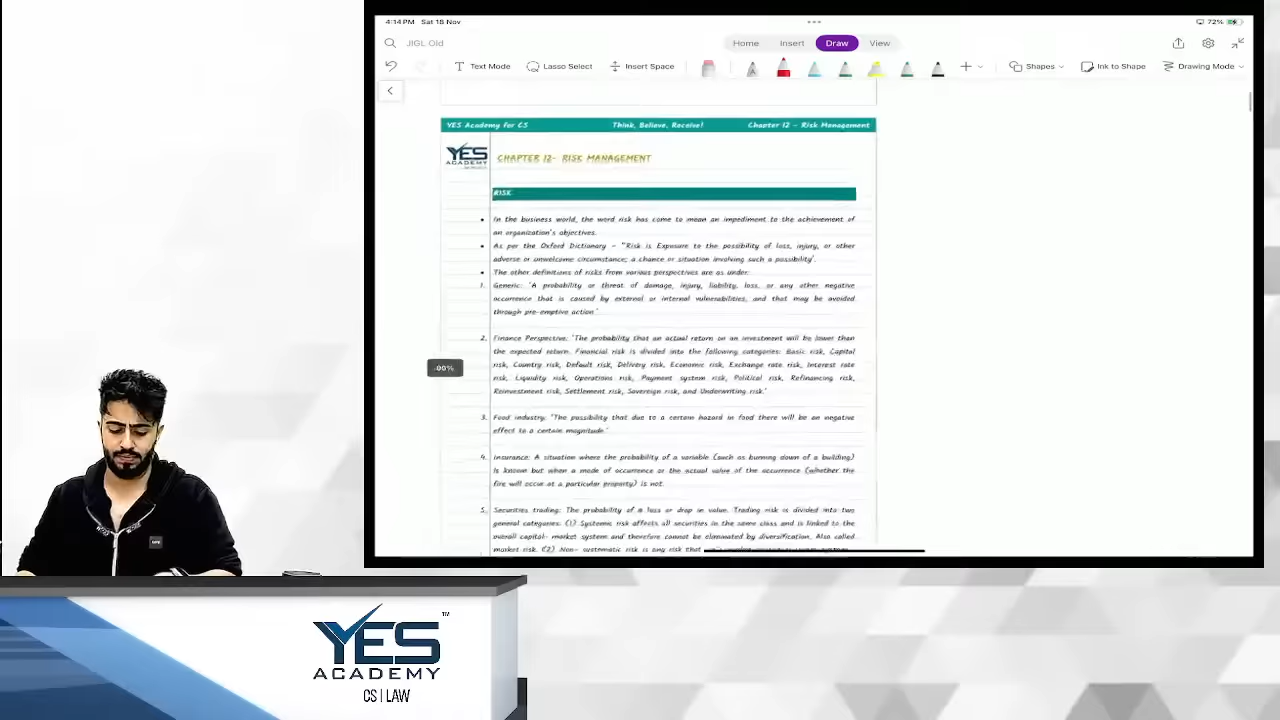 4:14 PM Sat 18 Nov
72%
JIGL Old
Home Insert Draw View
Text Mode Lasso Select Insert Space Shapes Ink to Shape Drawing Mode
YES Academy for CS Think, Believe, Receive! Chapter 12 – Risk Management
YES
ACADEMY
CHAPTER 12- RISK MANAGEMENT
RISK
• In the business world, the word risk has come to mean an impediment to the achievement of
an organization's objectives.
• As per the Oxford Dictionary – "Risk is Exposure to the possibility of loss, injury, or other
adverse or unwelcome circumstance; a chance or situation involving such a possibility'.
• The other definitions of risks from various perspectives are as under:
1. Generic: 'A probability or threat of damage, injury, liability, loss, or any other negative
occurrence that is caused by external or internal vulnerabilities, and that may be avoided
through pre-emptive action.'
2. Finance Perspective: 'The probability that an actual return on an investment will be lower than
the expected return. Financial risk is divided into the following categories: Basic risk, Capital
risk, Country risk, Default risk, Delivery risk, Economic risk, Exchange rate risk, Interest rate
risk, Liquidity risk, Operations risk, Payment system risk, Political risk, Refinancing risk,
Reinvestment risk, Settlement risk, Sovereign risk, and Underwriting risk.'
3. Food industry: 'The possibility that due to a certain hazard in food there will be an negative
effect to a certain magnitude.'
4. Insurance: A situation where the probability of a variable (such as burning down of a building)
is known but when a mode of occurrence or the actual value of the occurrence (whether the
fire will occur at a particular property) is not.
5. Securities trading: The probability of a loss or drop in value. Trading risk is divided into two
general categories: (1) Systemic risk affects all securities in the same class and is linked to the
overall capital- market system and therefore cannot be eliminated by diversification. Also called
market risk. (2) Non- systematic risk is any risk that
YES
ACADEMY
CS | LAW
TM